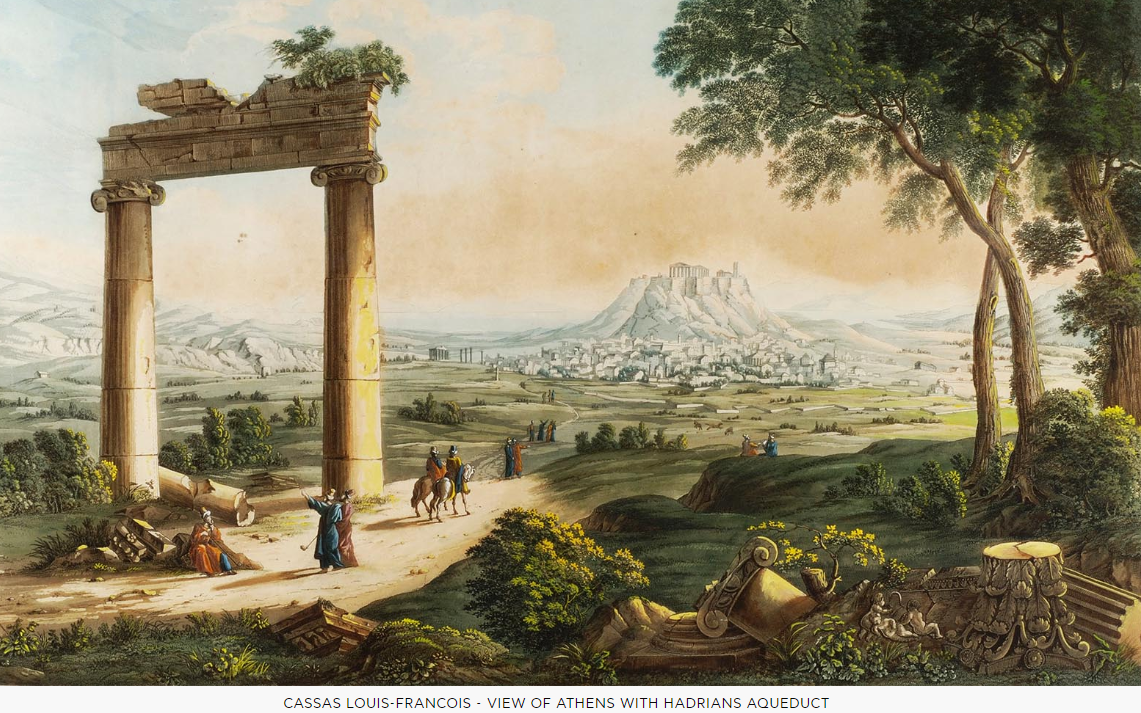 CASSAS LOUIS-FRANCOIS - VIEW OF ATHENS WITH HADRIANS AQUEDUCT